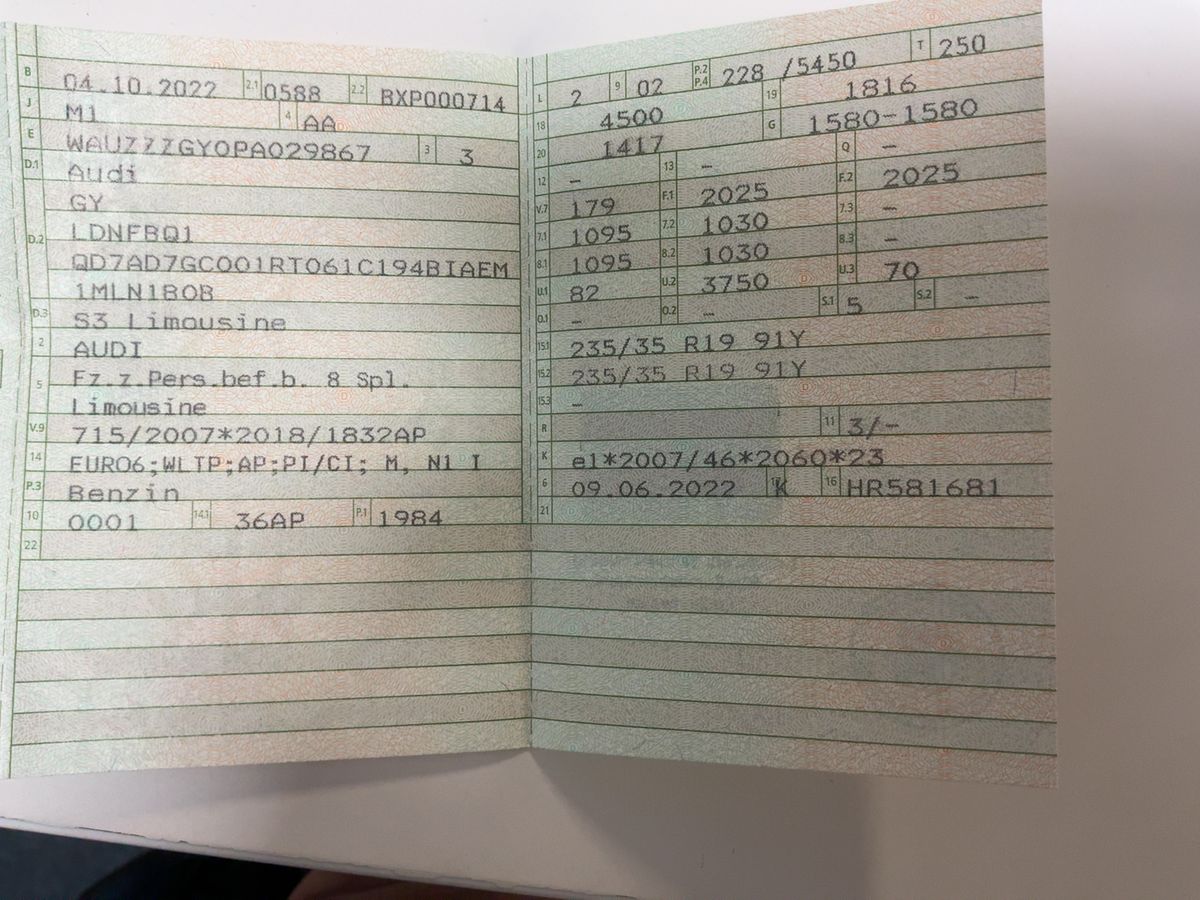 B 04.10.2022 2.1 0588 2.2 BXP000714
J M1 4 AA
E WAUZZZGY0PA029867 3 3
D.1 Audi
GY
D.2 LDNFBQ1
QD7AD7GC001RT061C194BIAEM
1MLN1B0B
D.3 S3 Limousine
2 AUDI
5 Fz.z.Pers.bef.b. 8 Spl.
Limousine
V.9 715/2007*2018/1832AP
14 EURO6;WLTP;AP;PI/CI; M, N1 I
P.3 Benzin
10 0001 14.1 36AP P.1 1984
22
L 2 9 02 P.2 P.4 228 /5450 T 250
18 4500 19 1816
20 1417 G 1580-1580
12 – 13 – Q –
V.7 179 F.1 2025 F.2 2025
7.1 1095 7.2 1030 7.3 –
8.1 1095 8.2 1030 8.3 –
U.1 82 U.2 3750 U.3 70
O.1 – O.2 – S.1 5 S.2 –
15.1 235/35 R19 91Y
15.2 235/35 R19 91Y
15.3 –
R 11 3/-
K e1*2007/46*2060*23
6 09.06.2022 17 K 16 HR581681
21